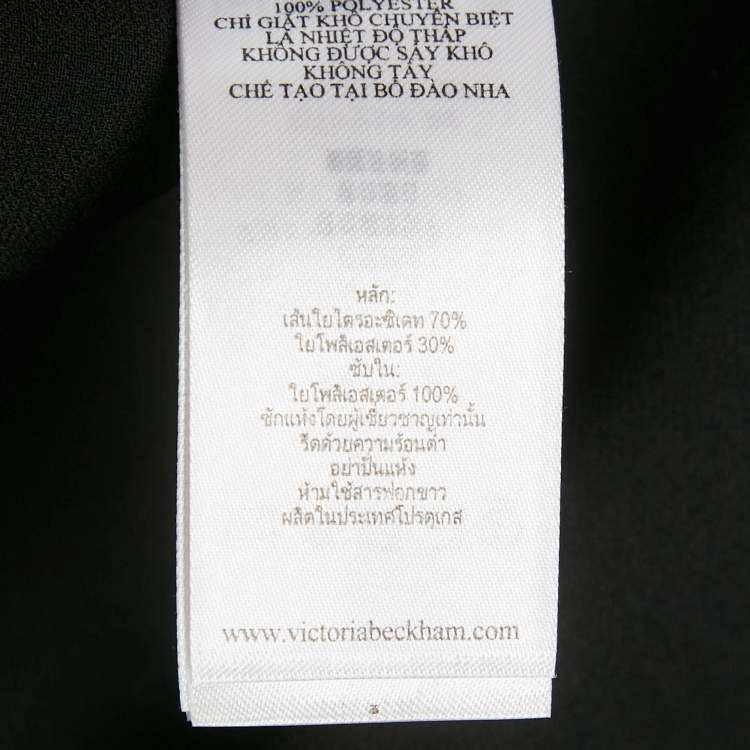 100% POLYESTER
CHỈ GIẶT KHÔ CHUYÊN BIỆT
LÀ NHIỆT ĐỘ THẤP
KHÔNG ĐƯỢC SẤY KHÔ
KHÔNG TẨY
CHẾ TẠO TẠI BỒ ĐÀO NHA
หลัก:
เส้นใยไตรอะซิเตท 70%
ใยโพลิเอสเตอร์ 30%
ซับใน:
ใยโพลิเอสเตอร์ 100%
ซักแห้งโดยผู้เชี่ยวชาญเท่านั้น
รีดด้วยความร้อนต่ำ
อย่าปั่นแห้ง
ห้ามใช้สารฟอกขาว
ผลิตในประเทศโปรตุเกส
www.victoriabeckham.com